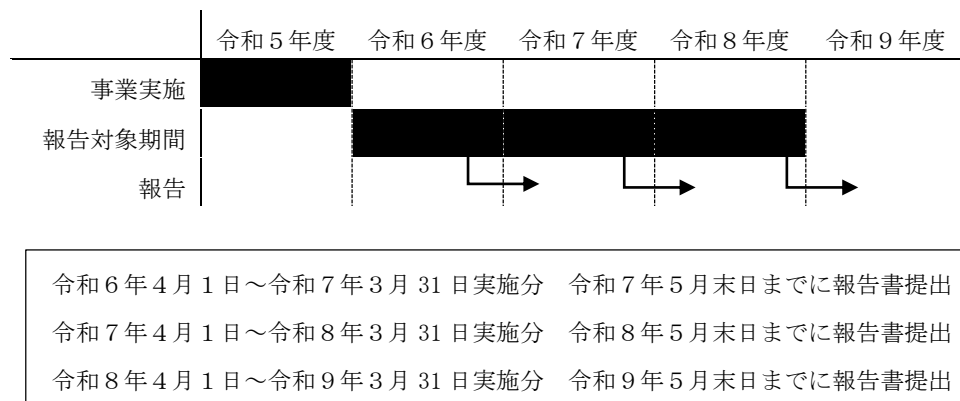 令和５年度 令和６年度 令和７年度 令和８年度 令和９年度
事業実施
報告対象期間
報告
令和６年４月１日～令和７年３月 31 日実施分　令和７年５月末日までに報告書提出
令和７年４月１日～令和８年３月 31 日実施分　令和８年５月末日までに報告書提出
令和８年４月１日～令和９年３月 31 日実施分　令和９年５月末日までに報告書提出